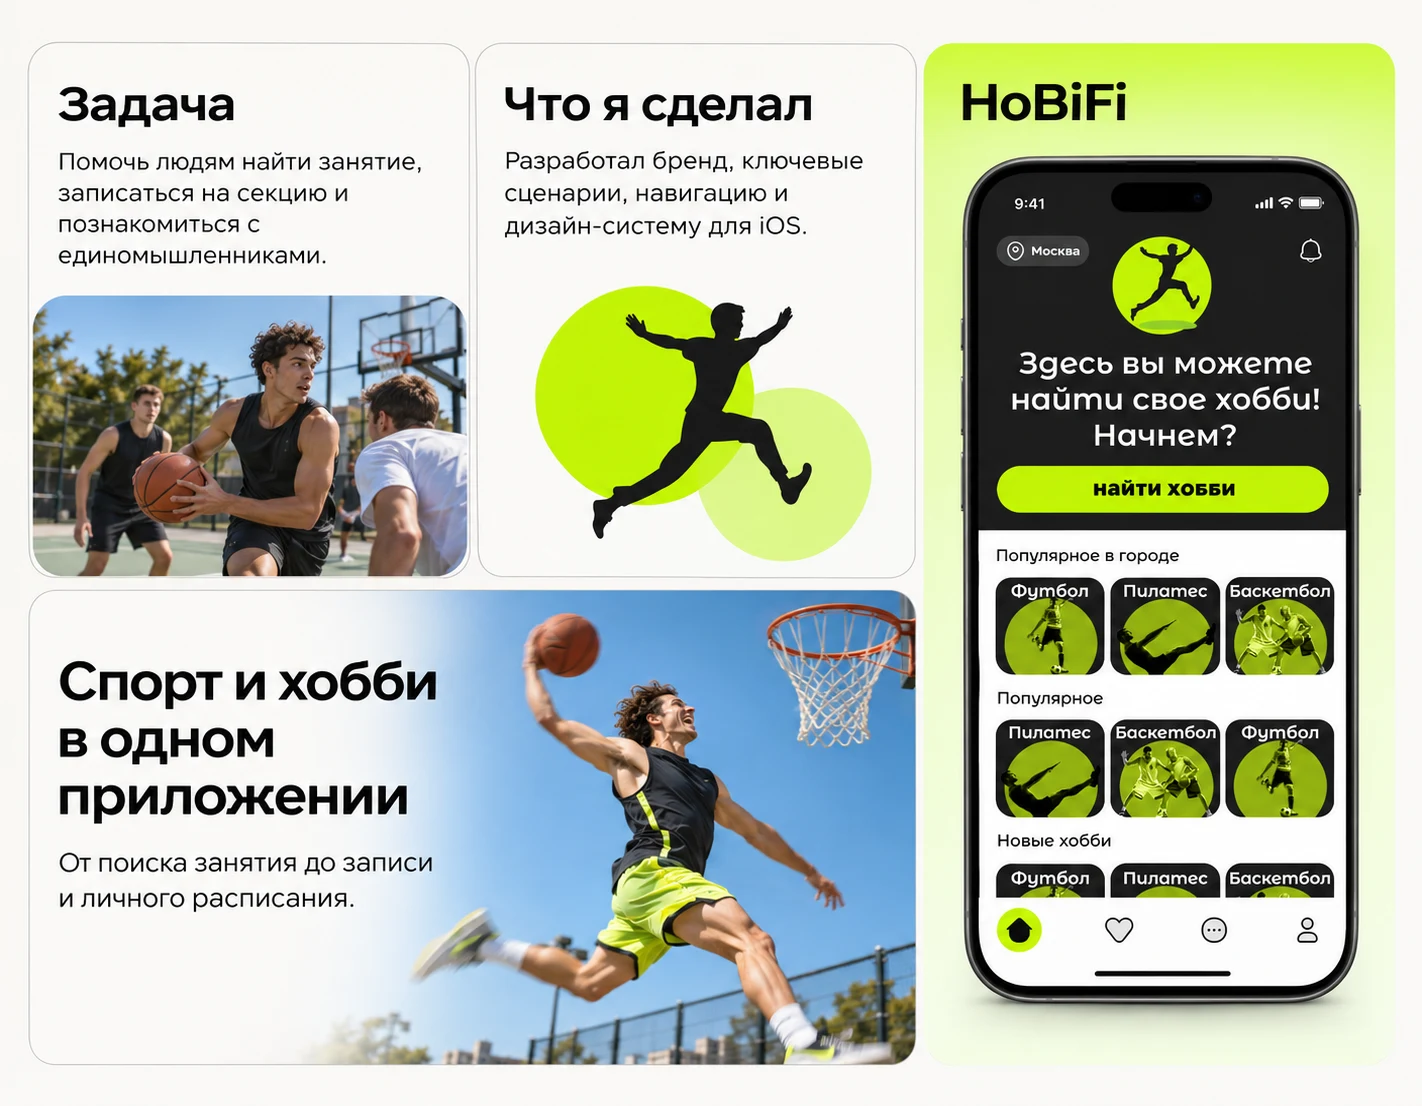 Задача
Помочь людям найти занятие,
записаться на секцию и
познакомиться с
единомышленниками.
Что я сделал
Разработал бренд, ключевые
сценарии, навигацию и
дизайн-систему для iOS.
Спорт и хобби
в одном
приложении
От поиска занятия до записи
и личного расписания.
HoBiFi
9:41
Москва
Здесь вы можете
найти свое хобби!
Начнем?
найти хобби
Популярное в городе
Футбол Пилатес Баскетбол
Популярное
Пилатес Баскетбол Футбол
Новые хобби
Футбол Пилатес Баскетбол